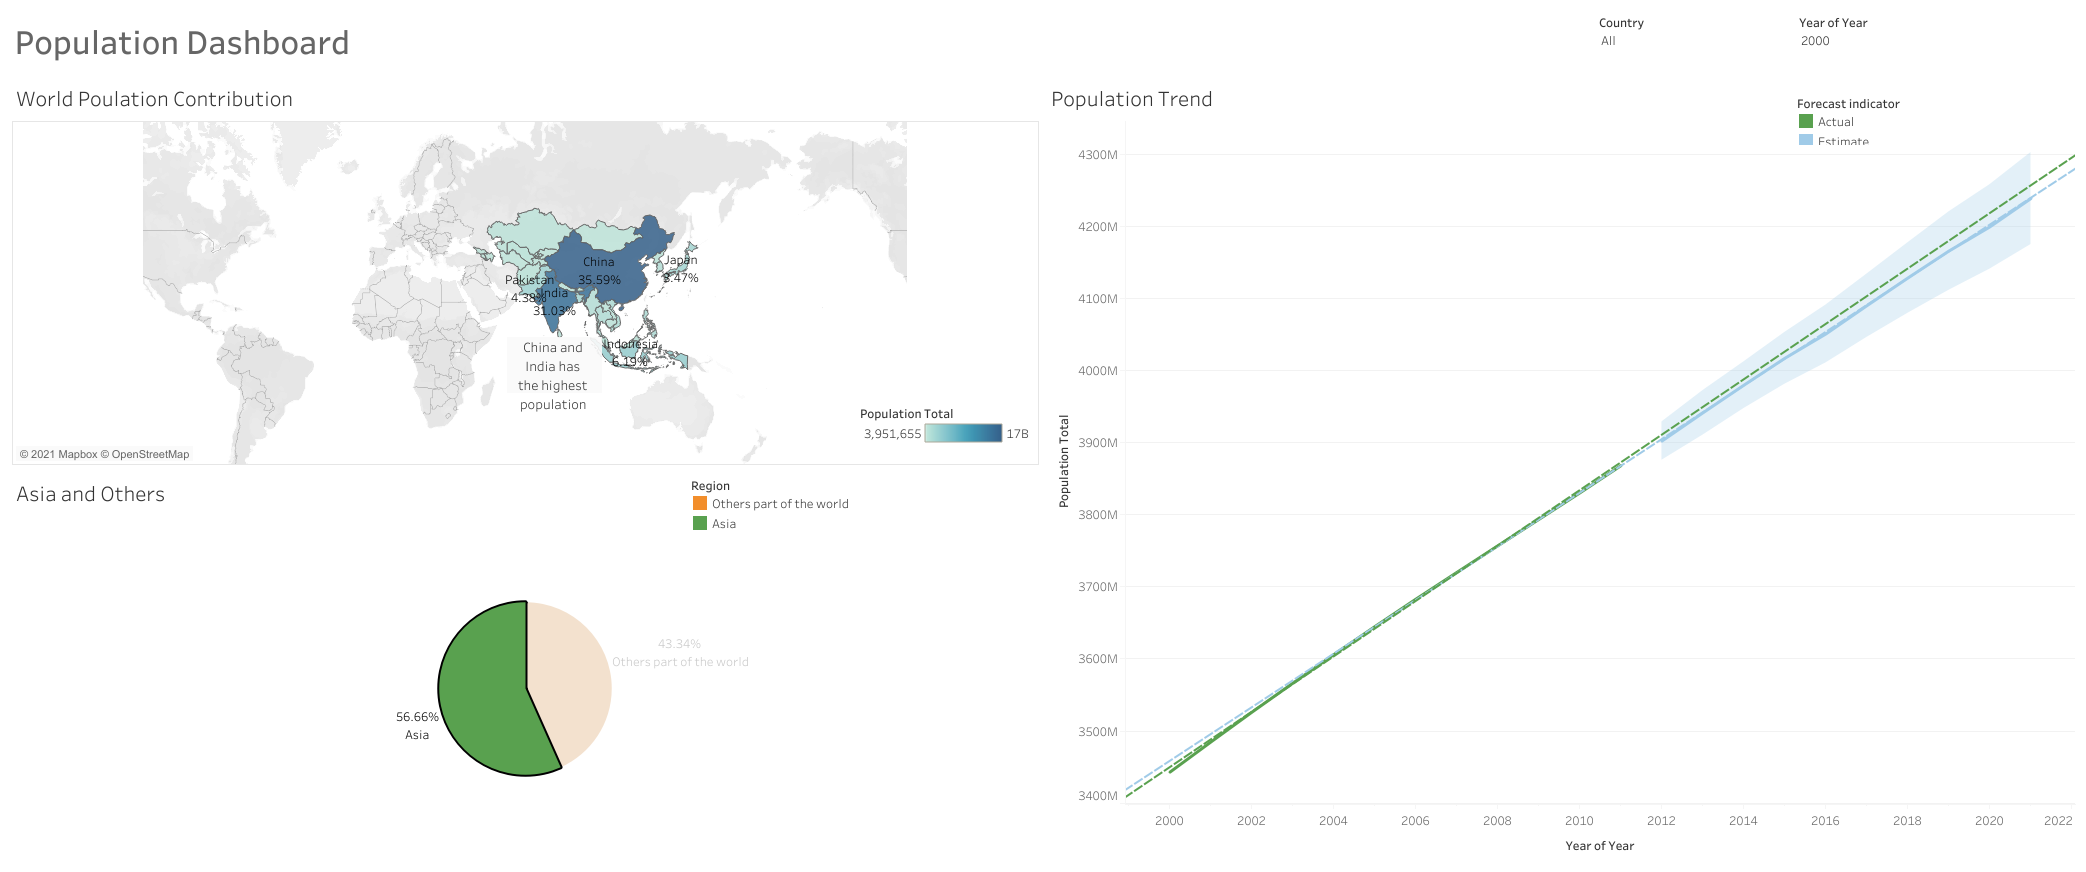 Population Dashboard
Country
All
Year of Year
2000
World Poulation Contribution
China
35.59%
Japan
3.47%
Pakistan
4.38%
India
31.03%
Indonesia
6.19%
China and
India has
the highest
population
Population Total
3,951,655
17B
© 2021 Mapbox © OpenStreetMap
Asia and Others
Region
Others part of the world
Asia
43.34%
Others part of the world
56.66%
Asia
Population Trend
Forecast indicator
Actual
Estimate
4300M
4200M
4100M
4000M
3900M
3800M
3700M
3600M
3500M
3400M
Population Total
2000
2002
2004
2006
2008
2010
2012
2014
2016
2018
2020
2022
Year of Year